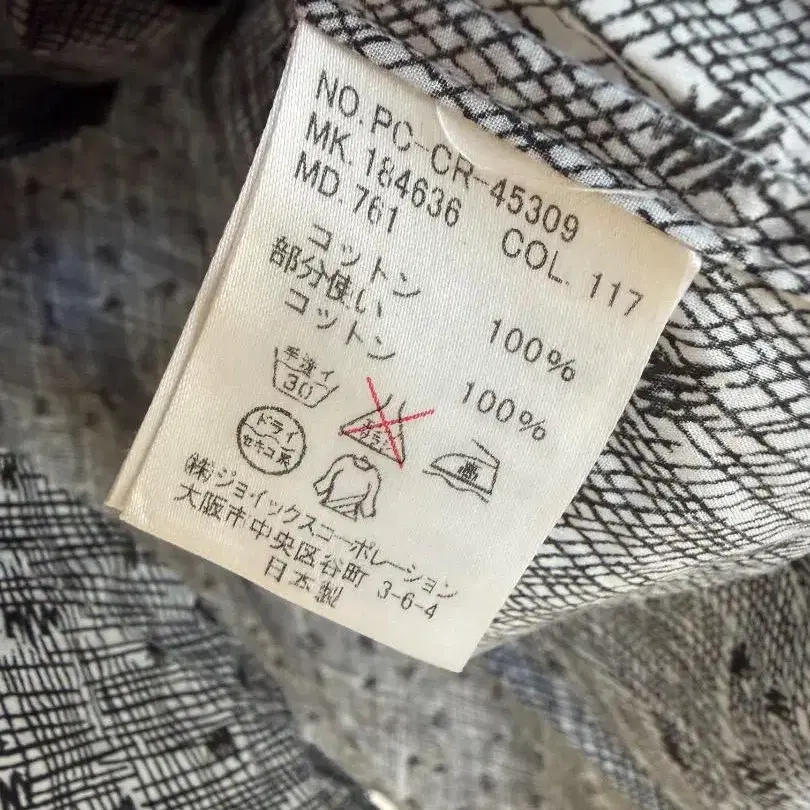 NO.PC-CR-45309
MK.184636 COL. 117
MD.761
コットン 100%
部分使い
コットン 100%
手洗イ
30
ドライ
セキユ系
中
(株)ジョイックスコーポレーション
大阪市中央区谷町 3-6-4
日本製